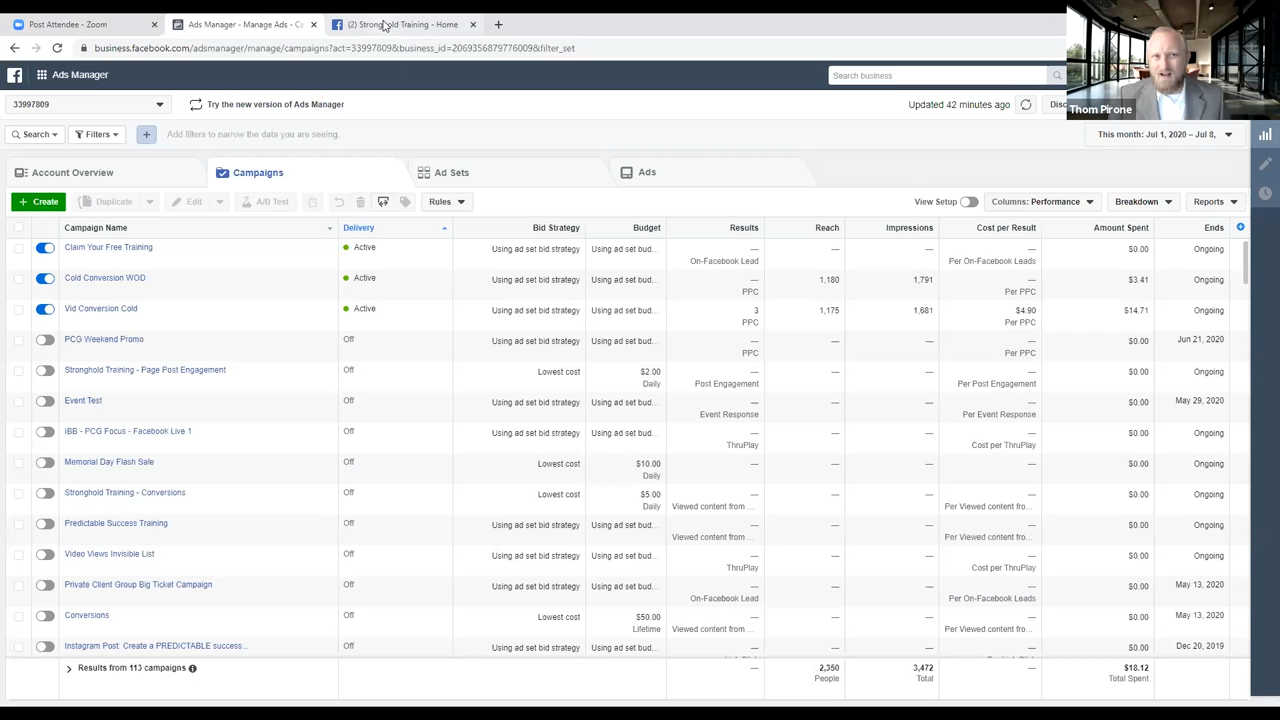 Post Attendee - Zoom
Ads Manager - Manage Ads - C
(2) Stronghold Training - Home
business.facebook.com/adsmanager/manage/campaigns?act=33997809&business_id=2069356879776009&filter_set
Ads Manager
Search business
Thom Pirone
33997809
Try the new version of Ads Manager
Updated 42 minutes ago
Disc
Search
Filters
Add filters to narrow the data you are seeing.
This month: Jul 1, 2020 – Jul 8,
Account Overview
Campaigns
Ad Sets
Ads
+ Create
Duplicate
Edit
A/B Test
Rules
View Setup
Columns: Performance
Breakdown
Reports
Campaign Name Delivery Bid Strategy Budget Results Reach Impressions Cost per Result Amount Spent Ends
Claim Your Free Training Active Using ad set bid strategy Using ad set bud... — — — — $0.00 Ongoing
On-Facebook Lead Per On-Facebook Leads
Cold Conversion WOD Active Using ad set bid strategy Using ad set bud... — 1,180 1,791 — $3.41 Ongoing
PPC Per PPC
Vid Conversion Cold Active Using ad set bid strategy Using ad set bud... 3 1,175 1,681 $4.90 $14.71 Ongoing
PPC Per PPC
PCG Weekend Promo Off Using ad set bid strategy Using ad set bud... — — — — $0.00 Jun 21, 2020
PPC Per PPC
Stronghold Training - Page Post Engagement Off Lowest cost $2.00 — — — — $0.00 Ongoing
Daily Post Engagement Per Post Engagement
Event Test Off Using ad set bid strategy Using ad set bud... — — — — $0.00 May 29, 2020
Event Response Per Event Response
IBB - PCG Focus - Facebook Live 1 Off Using ad set bid strategy Using ad set bud... — — — — $0.00 Ongoing
ThruPlay Cost per ThruPlay
Memorial Day Flash Sale Off Lowest cost $10.00 — — — — $0.00 Ongoing
Daily
Stronghold Training - Conversions Off Lowest cost $5.00 — — — — $0.00 Ongoing
Daily Viewed content from ... Per Viewed content fro...
Predictable Success Training Off Using ad set bid strategy Using ad set bud... — — — — $0.00 Ongoing
Viewed content from ... Per Viewed content fro...
Video Views Invisible List Off Using ad set bid strategy Using ad set bud... — — — — $0.00 Ongoing
ThruPlay Cost per ThruPlay
Private Client Group Big Ticket Campaign Off Using ad set bid strategy Using ad set bud... — — — — $0.00 May 13, 2020
On-Facebook Lead Per On-Facebook Leads
Conversions Off Lowest cost $50.00 — — — — $0.00 May 13, 2020
Lifetime Viewed content from ... Per Viewed content fro...
Instagram Post: Create a PREDICTABLE success... Off Using ad set bid strategy Using ad set bud... — — — — $0.00 Dec 20, 2019
Results from 113 campaigns — 2,350 3,472 — $18.12
People Total Total Spent